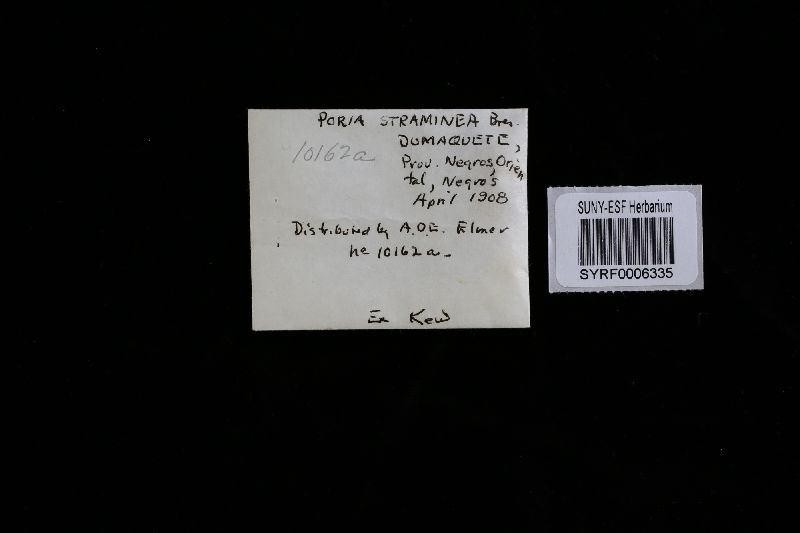 PORIA STRAMINEA Bres.
DUMAQUETE,
10162a
Prov. Negros, Orien
tal, Negros
April 1908
Distributed by A.D.E. Elmer
no 10162a-
Ex Kew
SUNY-ESF Herbarium
SYRF0006335